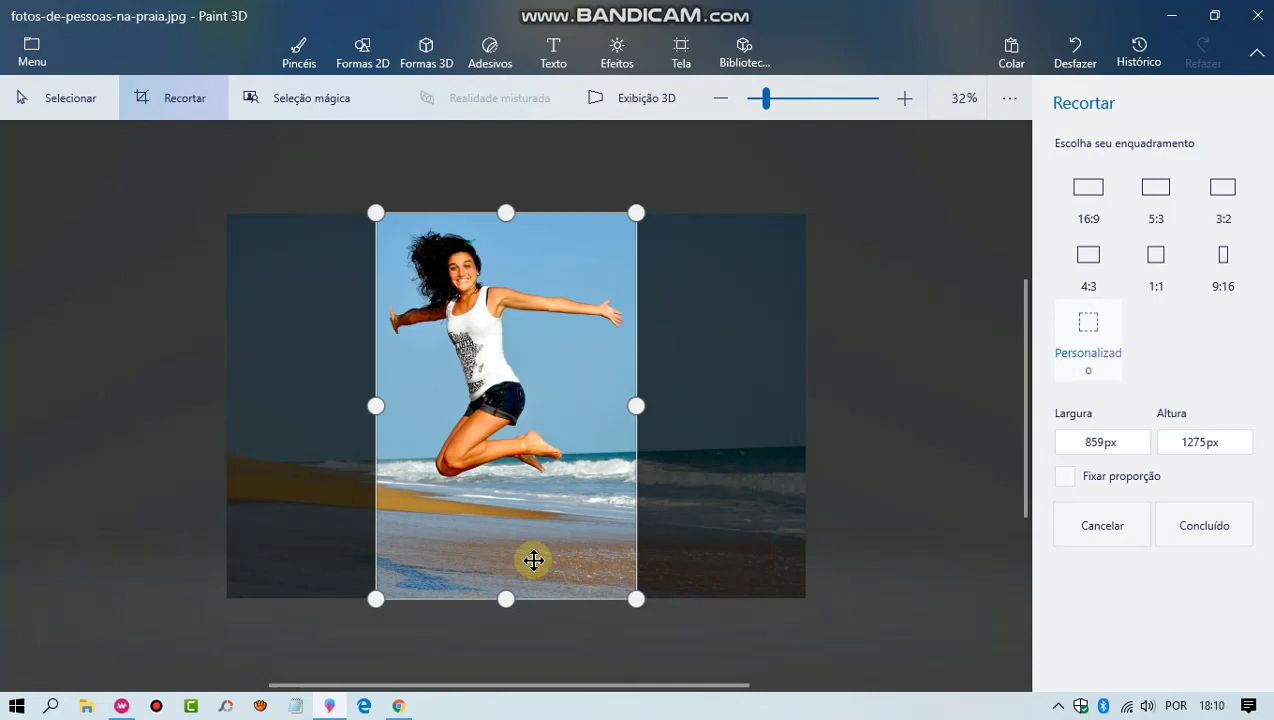 fotos-de-pessoas-na-praia.jpg - Paint 3D
www.BANDICAM.com
Menu
Pincéis
Formas 2D
Formas 3D
Adesivos
Texto
Efeitos
Tela
Bibliotec...
Colar
Desfazer
Histórico
Refazer
Selecionar
Recortar
Seleção mágica
Realidade misturada
Exibição 3D
32%
Recortar
Escolha seu enquadramento
16:9
5:3
3:2
4:3
1:1
9:16
Personalizad
o
Largura
Altura
859px
1275px
Fixar proporção
Cancelar
Concluído
POR
18:10